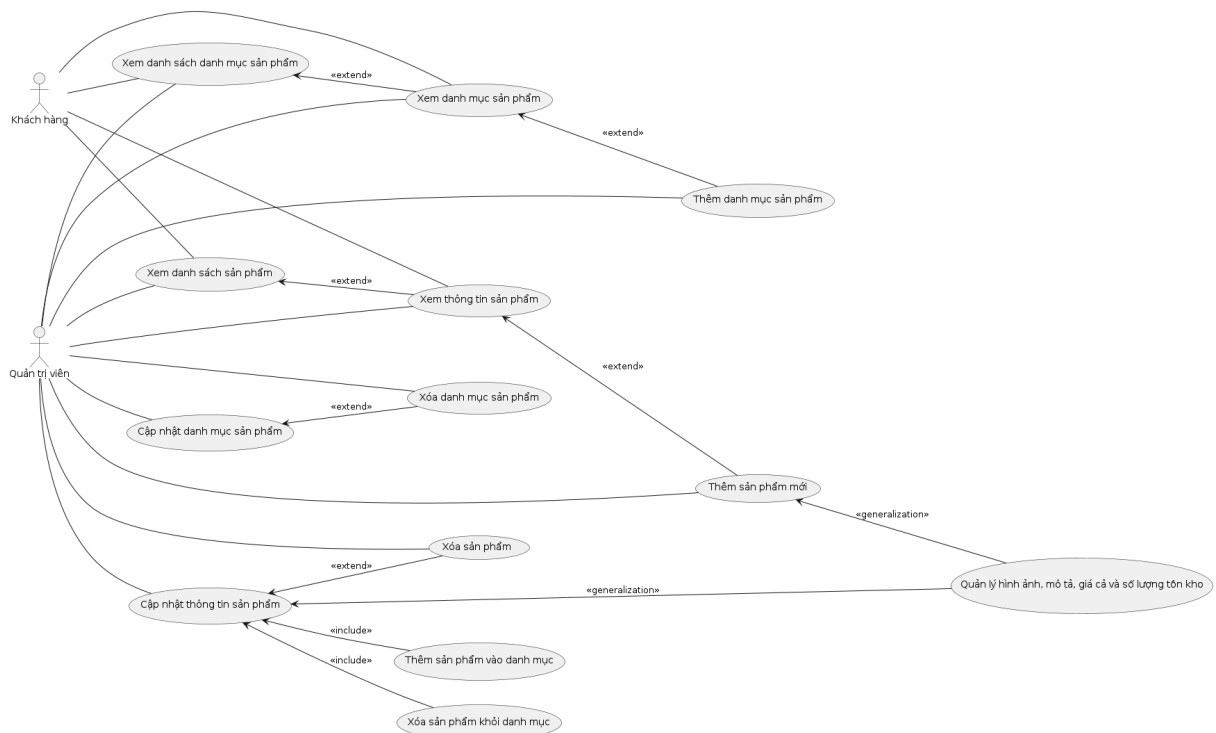 Xem danh sách danh mục sản phẩm
«extend»
Xem danh mục sản phẩm
Khách hàng
«extend»
Thêm danh mục sản phẩm
Xem danh sách sản phẩm
«extend»
Xem thông tin sản phẩm
Quản trị viên
«extend»
Xóa danh mục sản phẩm
«extend»
Cập nhật danh mục sản phẩm
Thêm sản phẩm mới
«generalization»
Xóa sản phẩm
«extend»
Quản lý hình ảnh, mô tả, giá cả và số lượng tôn kho
«generalization»
Cập nhật thông tin sản phẩm
«include»
Thêm sản phẩm vào danh mục
«include»
Xóa sản phẩm khỏi danh mục